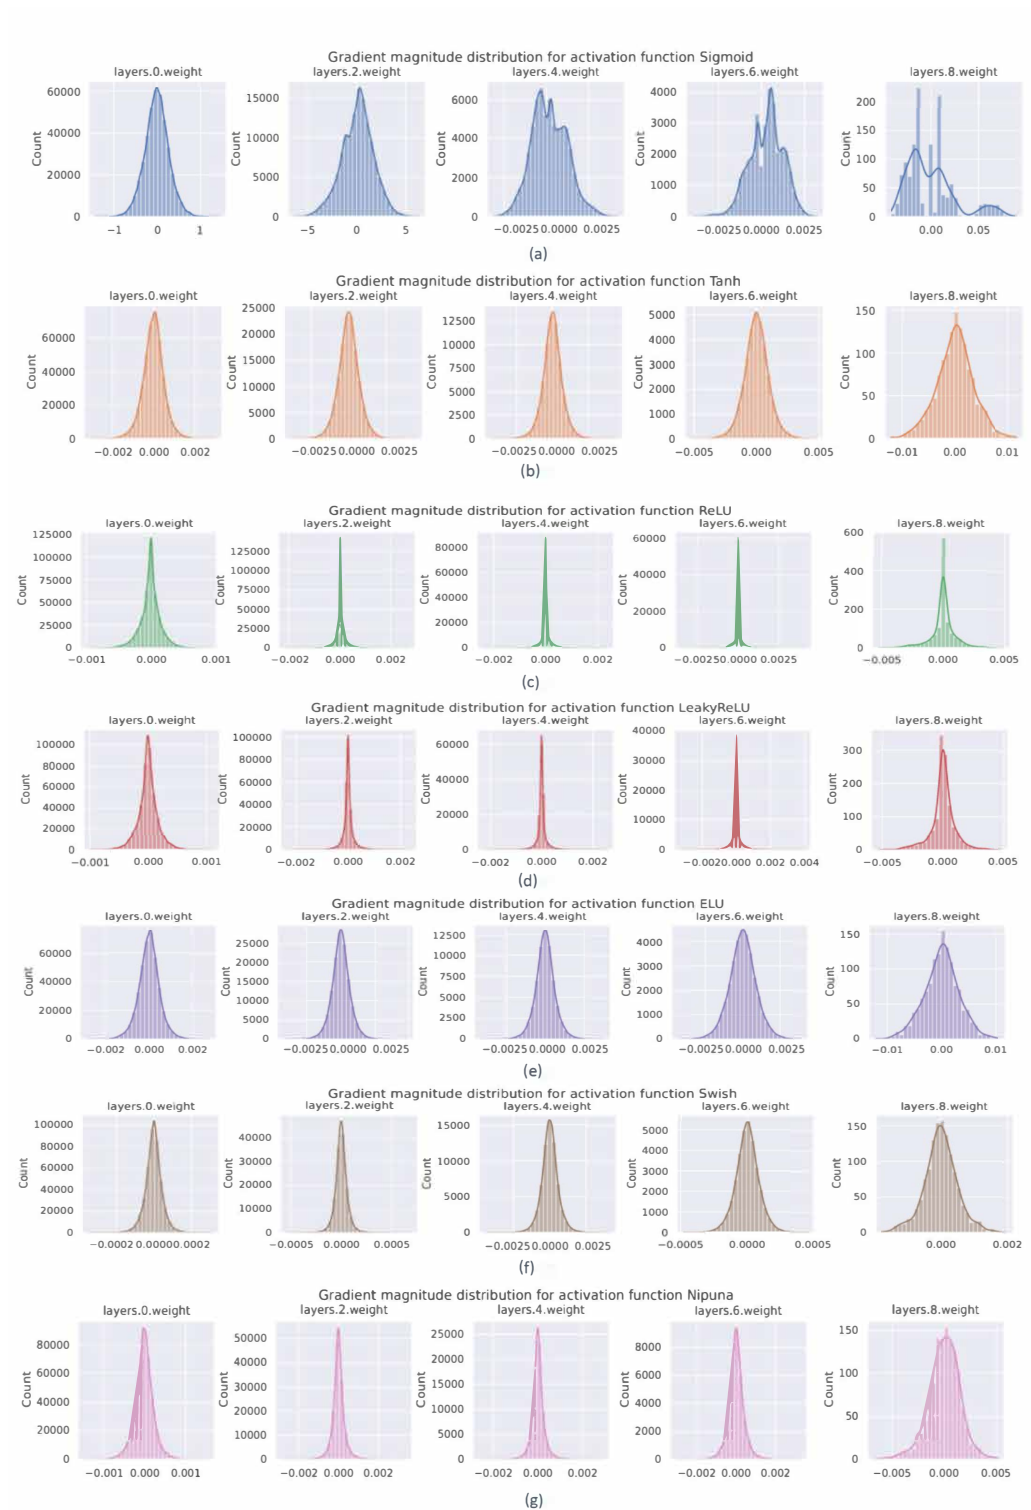 Gradient magnitude distribution for activation function Sigmoid
layers.0.weight layers.2.weight layers.4.weight layers.6.weight layers.8.weight
60000 40000 20000 0 Count
15000 10000 5000 0 Count
6000 4000 2000 0 Count
4000 3000 2000 1000 0 Count
200 150 100 50 0 Count
−1 0 1 −5 0 5 −0.0025 0.0000 0.0025 −0.0025 0.0000 0.0025 0.00 0.05
(a)
Gradient magnitude distribution for activation function Tanh
layers.0.weight layers.2.weight layers.4.weight layers.6.weight layers.8.weight
60000 40000 20000 0 Count
25000 20000 15000 10000 5000 0 Count
12500 10000 7500 5000 2500 0 Count
5000 4000 3000 2000 1000 0 Count
150 100 50 0 Count
−0.002 0.000 0.002 −0.0025 0.0000 0.0025 −0.0025 0.0000 0.0025 −0.005 0.000 0.005 −0.01 0.00 0.01
(b)
Gradient magnitude distribution for activation function ReLU
layers.0.weight layers.2.weight layers.4.weight layers.6.weight layers.8.weight
125000 100000 75000 50000 25000 0 Count
125000 100000 75000 50000 25000 0 Count
80000 60000 40000 20000 0 Count
60000 40000 20000 0 Count
600 400 200 0 Count
−0.001 0.000 0.001 −0.002 0.000 0.002 −0.002 0.000 0.002 −0.0025 0.0000 0.0025 −0.005 0.000 0.005
(c)
Gradient magnitude distribution for activation function LeakyReLU
layers.0.weight layers.2.weight layers.4.weight layers.6.weight layers.8.weight
100000 80000 60000 40000 20000 0 Count
100000 80000 60000 40000 20000 0 Count
60000 40000 20000 0 Count
40000 30000 20000 10000 0 Count
300 200 100 0 Count
−0.001 0.000 0.001 −0.002 0.000 0.002 −0.002 0.000 0.002 −0.002 0.000 0.002 0.004 −0.005 0.000 0.005
(d)
Gradient magnitude distribution for activation function ELU
layers.0.weight layers.2.weight layers.4.weight layers.6.weight layers.8.weight
60000 40000 20000 0 Count
25000 20000 15000 10000 5000 0 Count
12500 10000 7500 5000 2500 0 Count
4000 3000 2000 1000 0 Count
150 100 50 0 Count
−0.002 0.000 0.002 −0.0025 0.0000 0.0025 −0.0025 0.0000 0.0025 −0.0025 0.0000 0.0025 −0.01 0.00 0.01
(e)
Gradient magnitude distribution for activation function Swish
layers.0.weight layers.2.weight layers.4.weight layers.6.weight layers.8.weight
100000 80000 60000 40000 20000 0 Count
40000 30000 20000 10000 0 Count
15000 10000 5000 0 Count
5000 4000 3000 2000 1000 0 Count
150 100 50 0 Count
−0.0002 0.0000 0.0002 −0.0005 0.0000 0.0005 −0.0025 0.0000 0.0025 −0.0005 0.0000 0.0005 0.000 0.002
(f)
Gradient magnitude distribution for activation function Nipuna
layers.0.weight layers.2.weight layers.4.weight layers.6.weight layers.8.weight
80000 60000 40000 20000 0 Count
50000 40000 30000 20000 10000 0 Count
25000 20000 15000 10000 5000 0 Count
8000 6000 4000 2000 0 Count
150 100 50 0 Count
−0.001 0.000 0.001 −0.002 0.000 0.002 −0.002 0.000 0.002 −0.002 0.000 0.002 −0.005 0.000 0.005
(g)